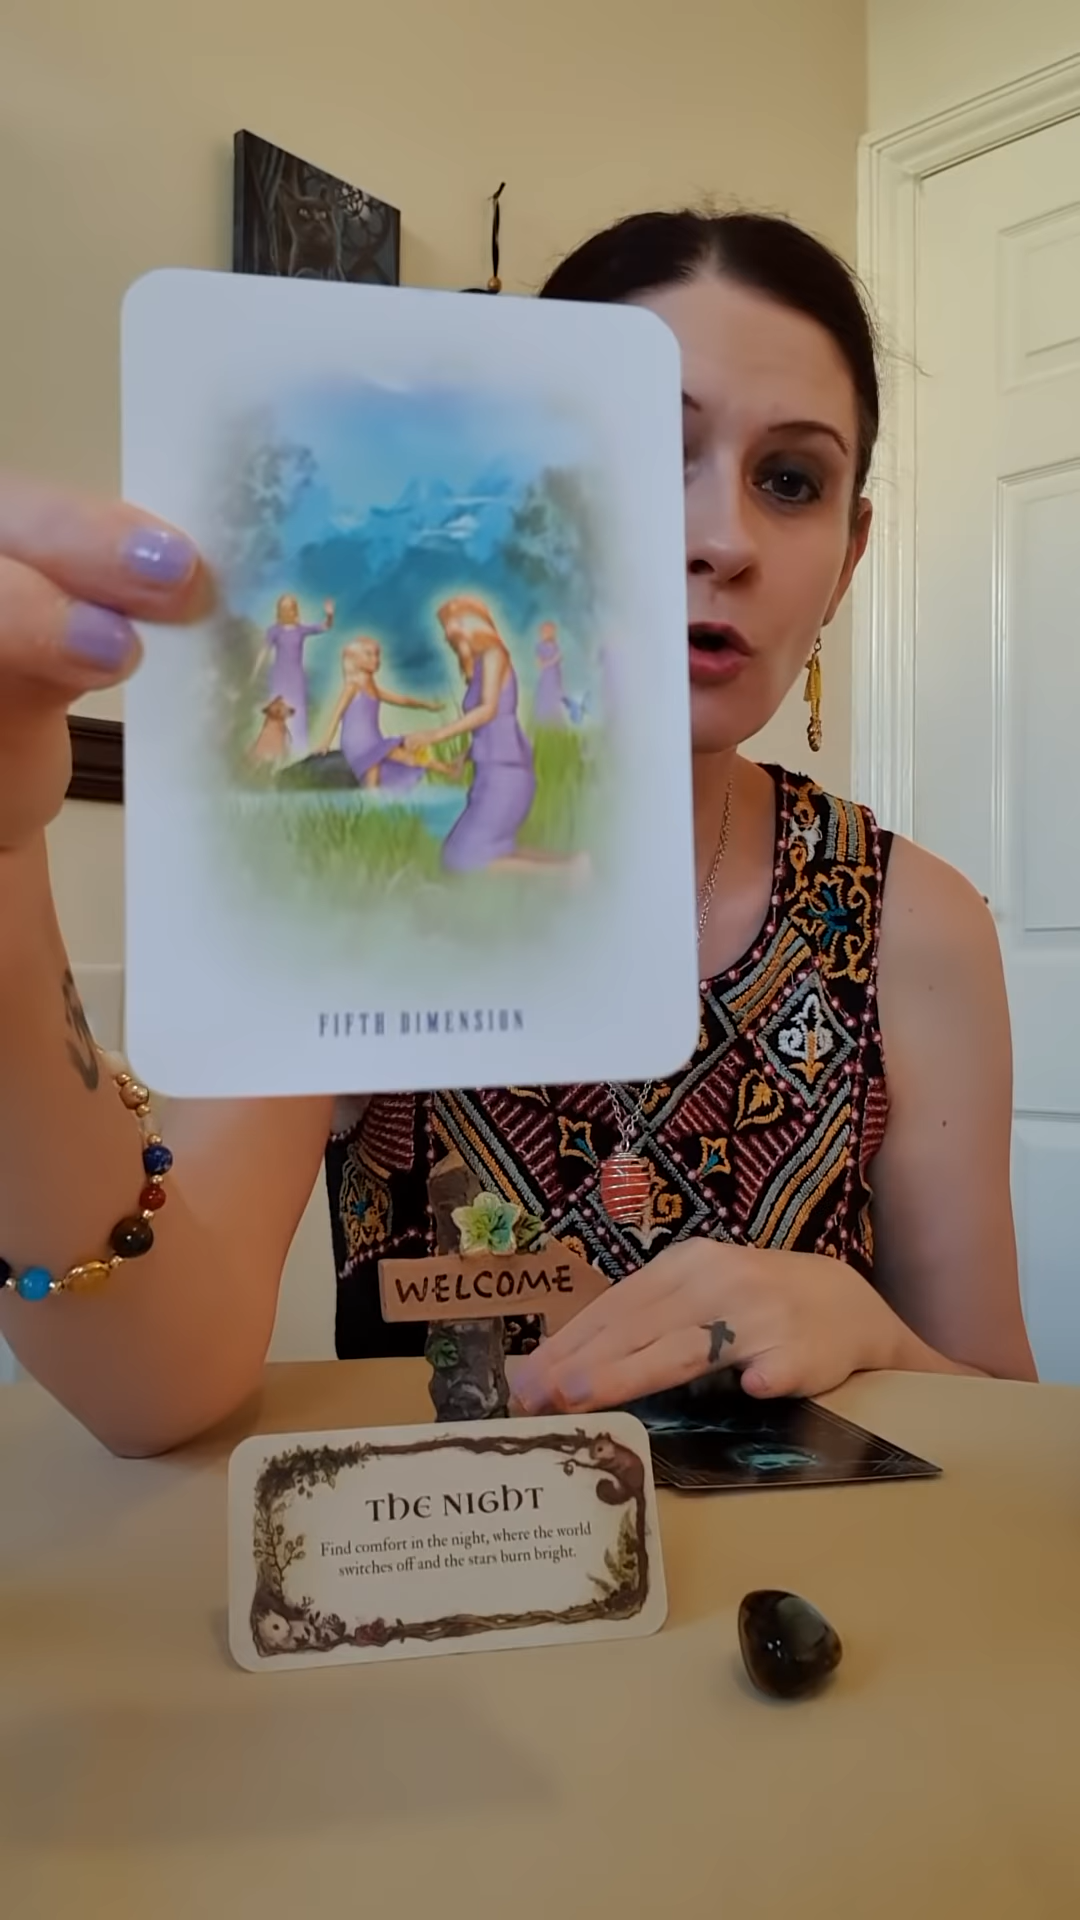 FIFTH DIMENSION
WELCOME
THE NIGHT
Find comfort in the night, where the world
switches off and the stars burn bright.